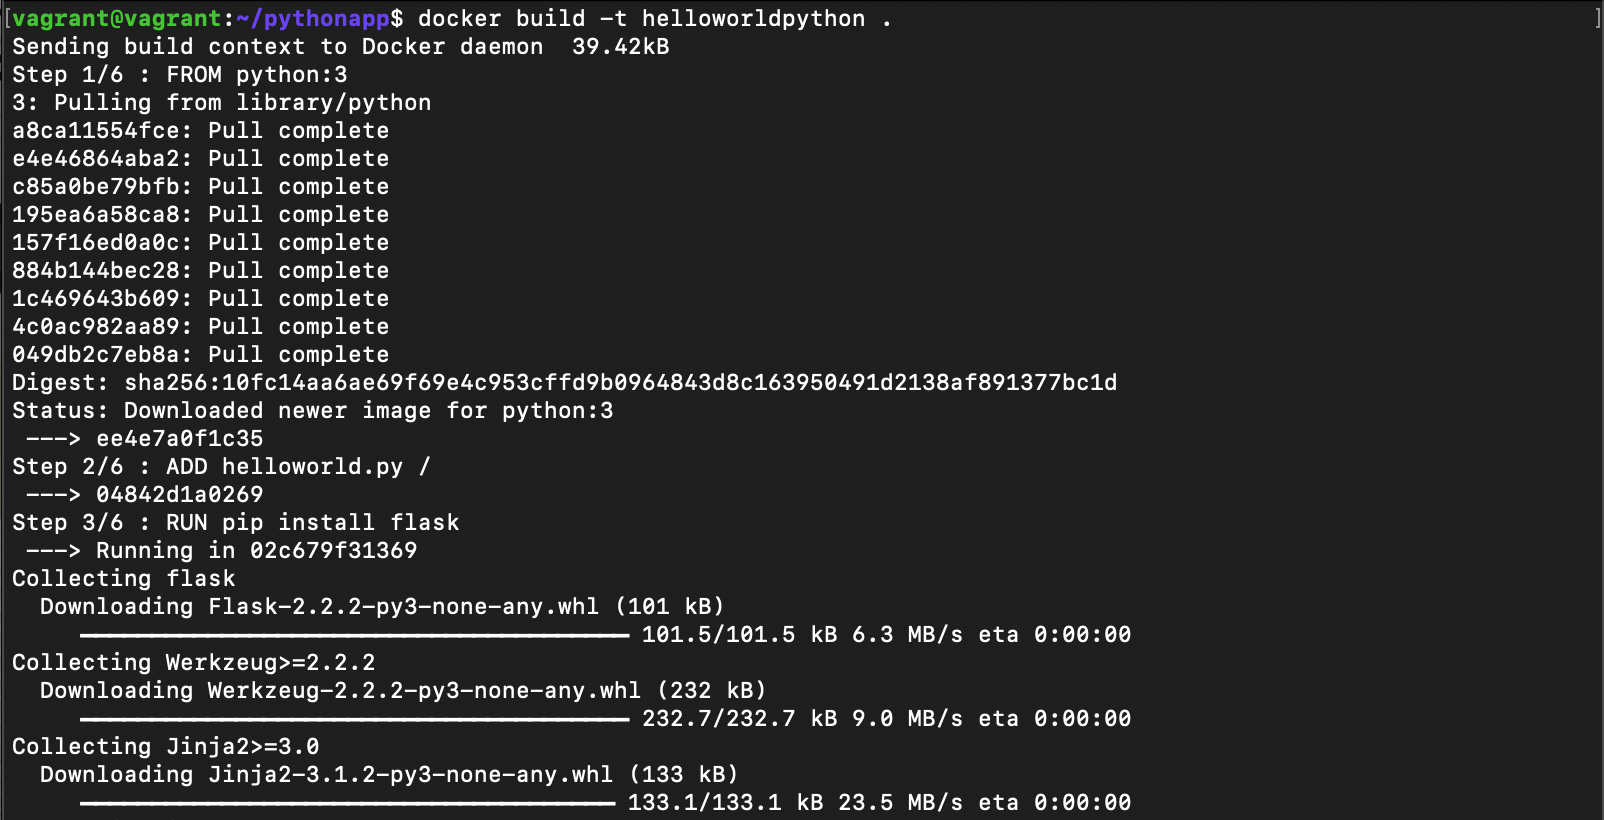 [vagrant@vagrant:~/pythonapp$ docker build -t helloworldpython . ]
Sending build context to Docker daemon  39.42kB
Step 1/6 : FROM python:3
3: Pulling from library/python
a8ca11554fce: Pull complete
e4e46864aba2: Pull complete
c85a0be79bfb: Pull complete
195ea6a58ca8: Pull complete
157f16ed0a0c: Pull complete
884b144bec28: Pull complete
1c469643b609: Pull complete
4c0ac982aa89: Pull complete
049db2c7eb8a: Pull complete
Digest: sha256:10fc14aa6ae69f69e4c953cffd9b0964843d8c163950491d2138af891377bc1d
Status: Downloaded newer image for python:3
 ---> ee4e7a0f1c35
Step 2/6 : ADD helloworld.py /
 ---> 04842d1a0269
Step 3/6 : RUN pip install flask
 ---> Running in 02c679f31369
Collecting flask
  Downloading Flask-2.2.2-py3-none-any.whl (101 kB)
     101.5/101.5 kB 6.3 MB/s eta 0:00:00
Collecting Werkzeug>=2.2.2
  Downloading Werkzeug-2.2.2-py3-none-any.whl (232 kB)
     232.7/232.7 kB 9.0 MB/s eta 0:00:00
Collecting Jinja2>=3.0
  Downloading Jinja2-3.1.2-py3-none-any.whl (133 kB)
     133.1/133.1 kB 23.5 MB/s eta 0:00:00